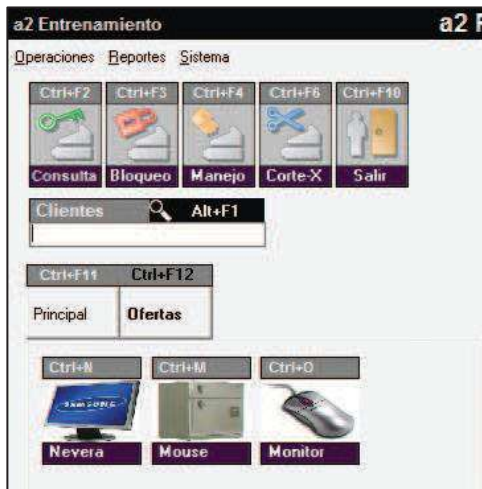 a2 Entrenamiento a2 F
Operaciones Reportes Sistema
Ctrl+F2 Ctrl+F3 Ctrl+F4 Ctrl+F6 Ctrl+F10
Consulta Bloqueo Manejo Corte-X Salir
Clientes Alt+F1
Ctrl+F11 Ctrl+F12
Principal Ofertas
Ctrl+N Ctrl+M Ctrl+O
SAMSUNG
Nevera Mouse Monitor